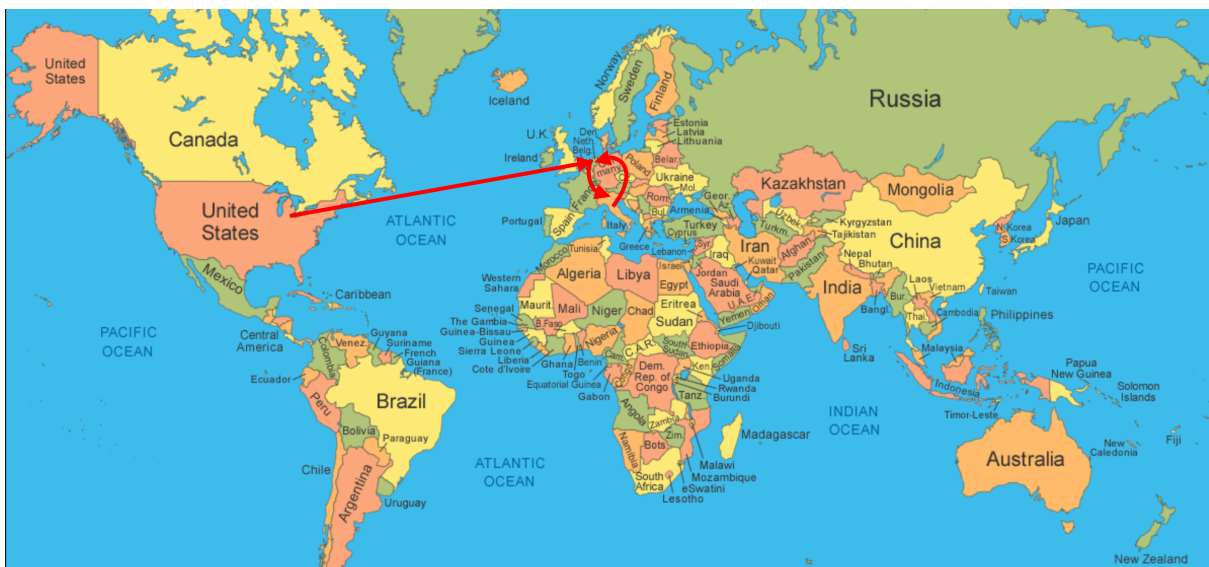 United
States
Canada
United
States
Mexico
ATLANTIC
OCEAN
PACIFIC
OCEAN
Caribbean
Central
America
Guyana
Suriname
French
Guiana
(France)
Venez.
Colombia
Ecuador
Peru
Brazil
Bolivia
Paraguay
Chile
Argentina
Uruguay
ATLANTIC
OCEAN
Iceland
Norway
Sweden
Finland
U.K.
Ireland
Den.
Neth.
Belg.
Estonia
Latvia
Lithuania
Belar.
Poland
Ukraine
Mol.
Rom.
Bul.
France
Spain
Portugal
Italy
Greece
Russia
Kazakhstan
Mongolia
Geor.
Armenia
Turkey
Cyprus
Lebanon
Syr.
Israel
Iraq
Iran
Jordan
Kuwait
Qatar
Saudi
Arabia
U.A.E.
Oman
Yemen
Uzbek.
Turkm.
Kyrgyzstan
Tajikistan
Afghan.
Pakistan
China
Nepal
Bhutan
India
Bangl.
Sri
Lanka
N. Korea
S. Korea
Japan
Taiwan
Laos
Vietnam
Bur.
Thai.
Cambodia
Philippines
Malaysia
Indonesia
Timor-Leste
Papua
New Guinea
Solomon
Islands
PACIFIC
OCEAN
INDIAN
OCEAN
Morocco
Tunisia
Algeria
Libya
Egypt
Western
Sahara
Maurit.
Mali
Niger
Chad
Eritrea
Sudan
Djibouti
Senegal
The Gambia
Guinea-Bissau
Guinea
Sierra Leone
Liberia
Cote d'Ivoire
B.Faso
Ghana
Togo
Benin
Nigeria
Cam.
C.A.R.
South
Sudan
Ethiopia
Somalia
Equatorial Guinea
Gabon
Congo
Dem.
Rep. of
Congo
Ken.
Uganda
Rwanda
Burundi
Tanz.
Angola
Zambia
Malawi
Mozambique
Zim.
Namibia
Bots
South
Africa
eSwatini
Lesotho
Madagascar
Australia
New
Caledonia
Fiji
New Zealand